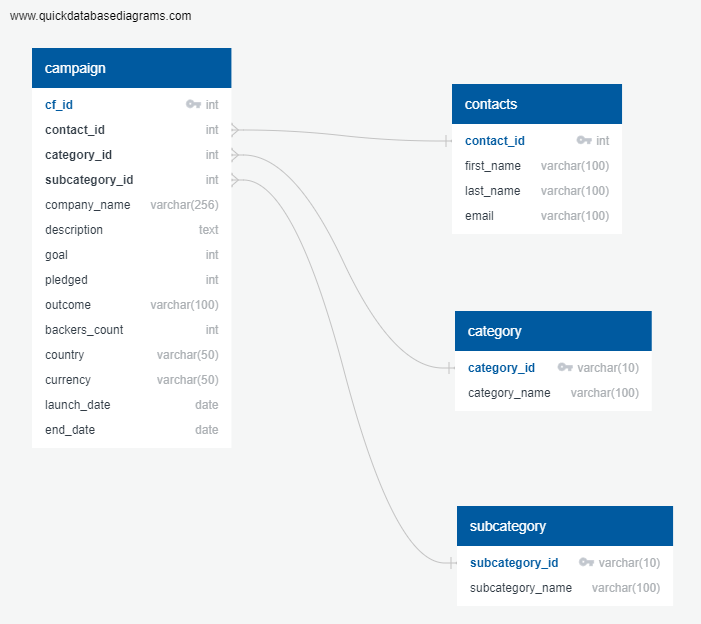 www.quickdatabasediagrams.com
campaign
cf_id int
contact_id int
category_id int
subcategory_id int
company_name varchar(256)
description text
goal int
pledged int
outcome varchar(100)
backers_count int
country varchar(50)
currency varchar(50)
launch_date date
end_date date
contacts
contact_id int
first_name varchar(100)
last_name varchar(100)
email varchar(100)
category
category_id varchar(10)
category_name varchar(100)
subcategory
subcategory_id varchar(10)
subcategory_name varchar(100)